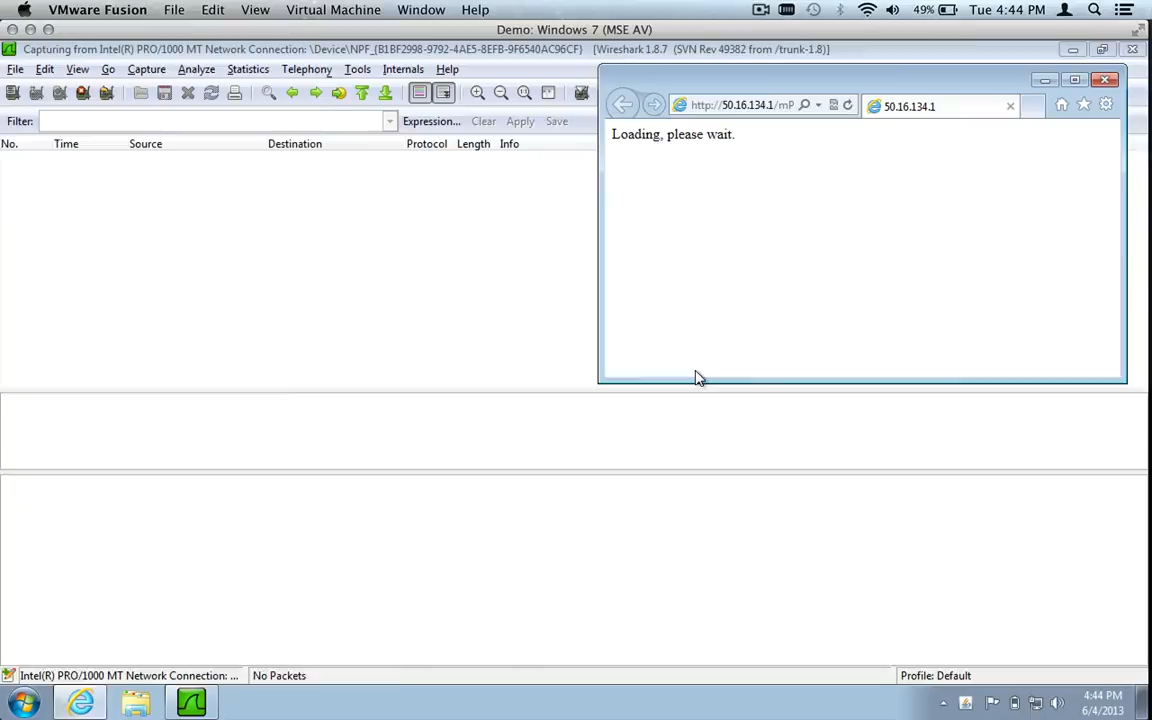 VMware Fusion File Edit View Virtual Machine Window Help 49% Tue 4:44 PM
Demo: Windows 7 (MSE AV)
Capturing from Intel(R) PRO/1000 MT Network Connection: \Device\NPF_{B1BF2998-9792-4AE5-8EFB-9F6540AC96CF} [Wireshark 1.8.7 (SVN Rev 49382 from /trunk-1.8)]
File Edit View Go Capture Analyze Statistics Telephony Tools Internals Help
Filter: Expression... Clear Apply Save
No. Time Source Destination Protocol Length Info
http://50.16.134.1/mP 50.16.134.1
Loading, please wait.
Intel(R) PRO/1000 MT Network Connection: ... No Packets Profile: Default
4:44 PM
6/4/2013